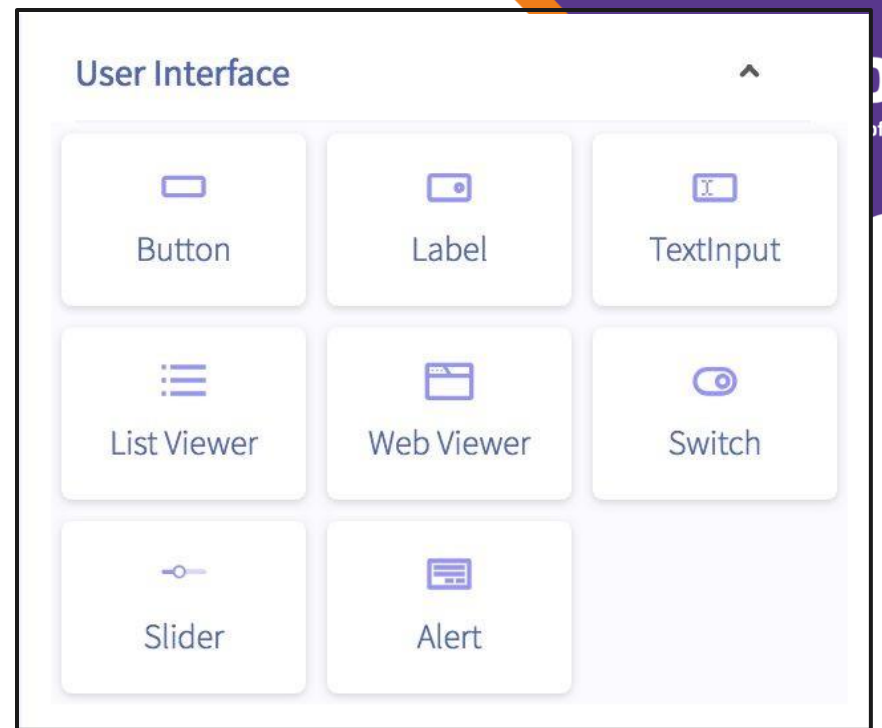 User Interface
Button
Label
TextInput
List Viewer
Web Viewer
Switch
Slider
Alert